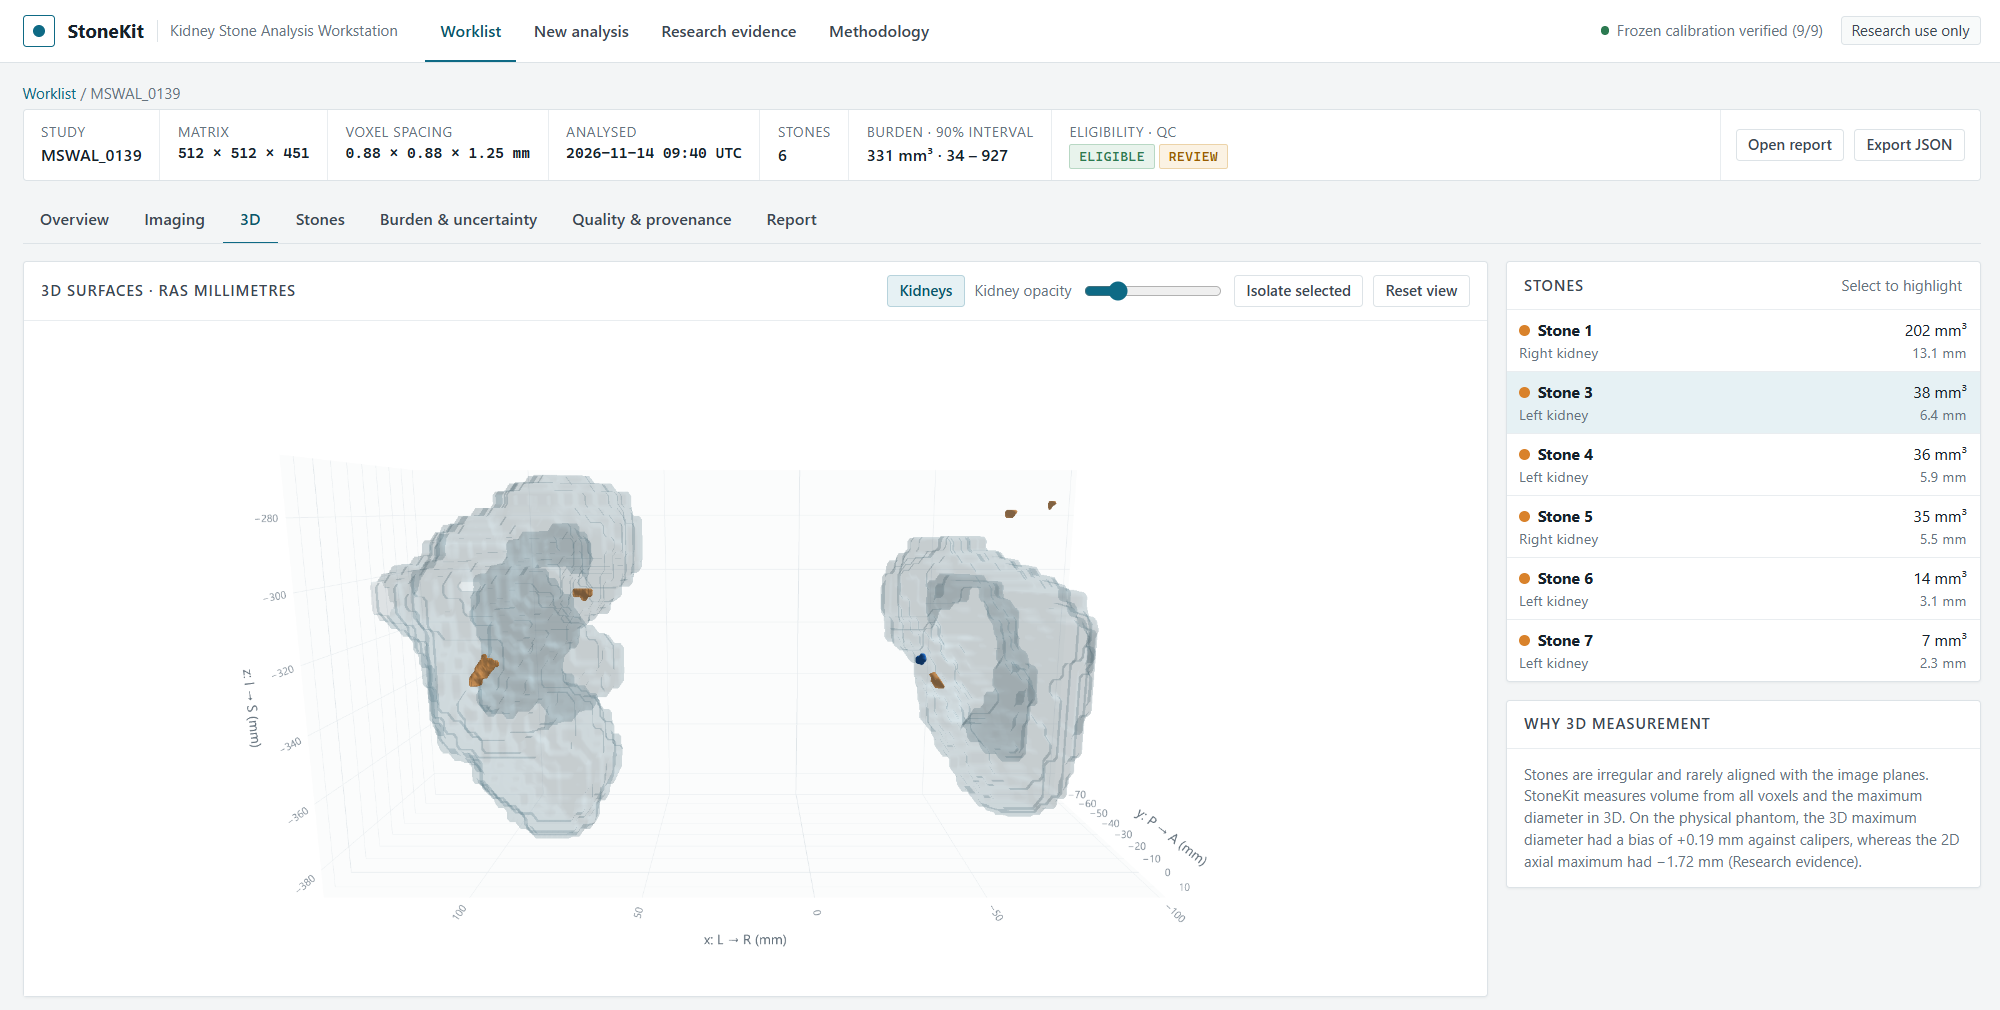 StoneKit
Kidney Stone Analysis Workstation
Worklist
New analysis
Research evidence
Methodology
Frozen calibration verified (9/9)
Research use only
Worklist / MSWAL_0139
STUDY
MSWAL_0139
MATRIX
512 × 512 × 451
VOXEL SPACING
0.88 × 0.88 × 1.25 mm
ANALYSED
2026-11-14 09:40 UTC
STONES
6
BURDEN · 90% INTERVAL
331 mm³ · 34 – 927
ELIGIBILITY · QC
ELIGIBLE
REVIEW
Open report
Export JSON
Overview
Imaging
3D
Stones
Burden & uncertainty
Quality & provenance
Report
3D SURFACES · RAS MILLIMETRES
Kidneys
Kidney opacity
Isolate selected
Reset view
−280
−300
−320
−340
−360
−380
z: I → S (mm)
100
50
0
−50
−100
x: L → R (mm)
−70
−60
−50
−40
−30
−20
−10
0
10
y: P → A (mm)
STONES
Select to highlight
Stone 1
202 mm³
Right kidney
13.1 mm
Stone 3
38 mm³
Left kidney
6.4 mm
Stone 4
36 mm³
Left kidney
5.9 mm
Stone 5
35 mm³
Right kidney
5.5 mm
Stone 6
14 mm³
Left kidney
3.1 mm
Stone 7
7 mm³
Left kidney
2.3 mm
WHY 3D MEASUREMENT
Stones are irregular and rarely aligned with the image planes.
StoneKit measures volume from all voxels and the maximum
diameter in 3D. On the physical phantom, the 3D maximum
diameter had a bias of +0.19 mm against calipers, whereas the 2D
axial maximum had −1.72 mm (Research evidence).